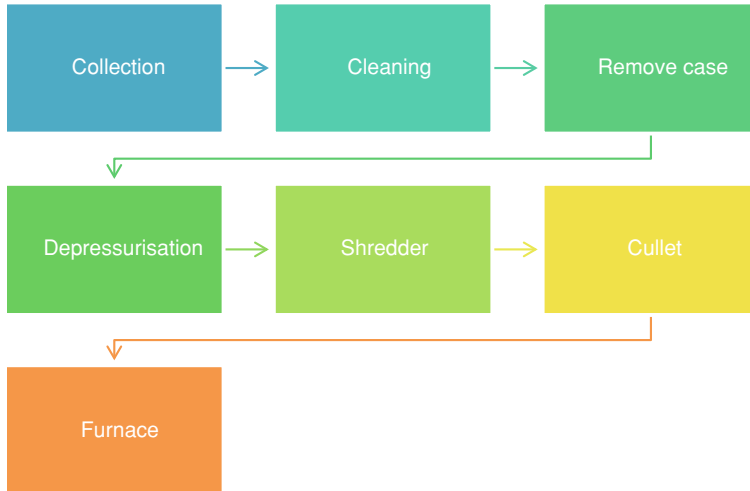 Collection
Cleaning
Remove case
Depressurisation
Shredder
Cullet
Furnace